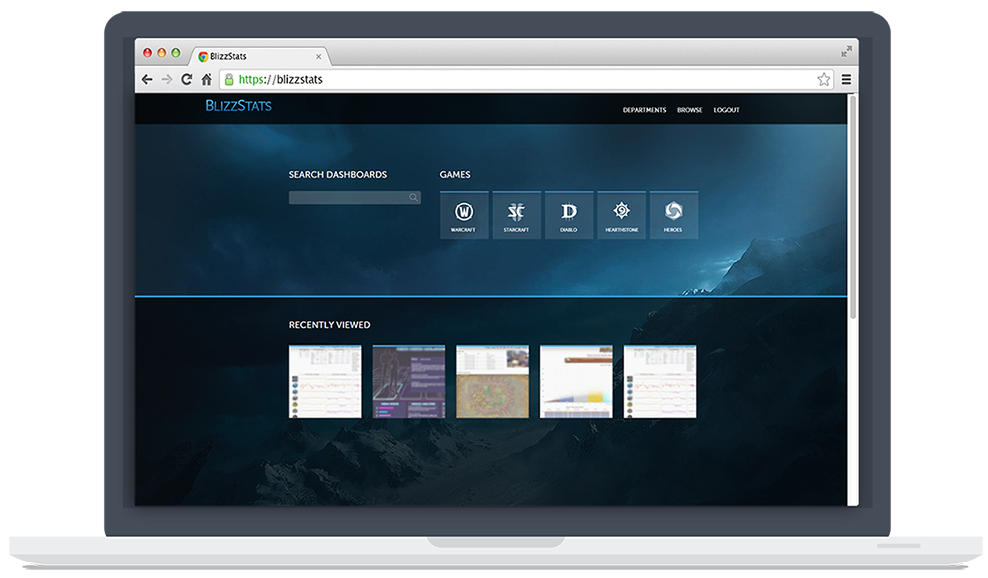 BlizzStats
https://blizzstats
BLIZZSTATS
DEPARTMENTS BROWSE LOGOUT
SEARCH DASHBOARDS
GAMES
WARCRAFT STARCRAFT DIABLO HEARTHSTONE HEROES
RECENTLY VIEWED